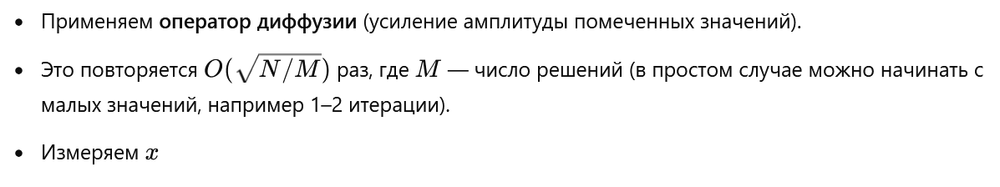 • Применяем оператор диффузии (усиление амплитуды помеченных значений).
• Это повторяется O(√N/M) раз, где M — число решений (в простом случае можно начинать с
малых значений, например 1–2 итерации).
• Измеряем x